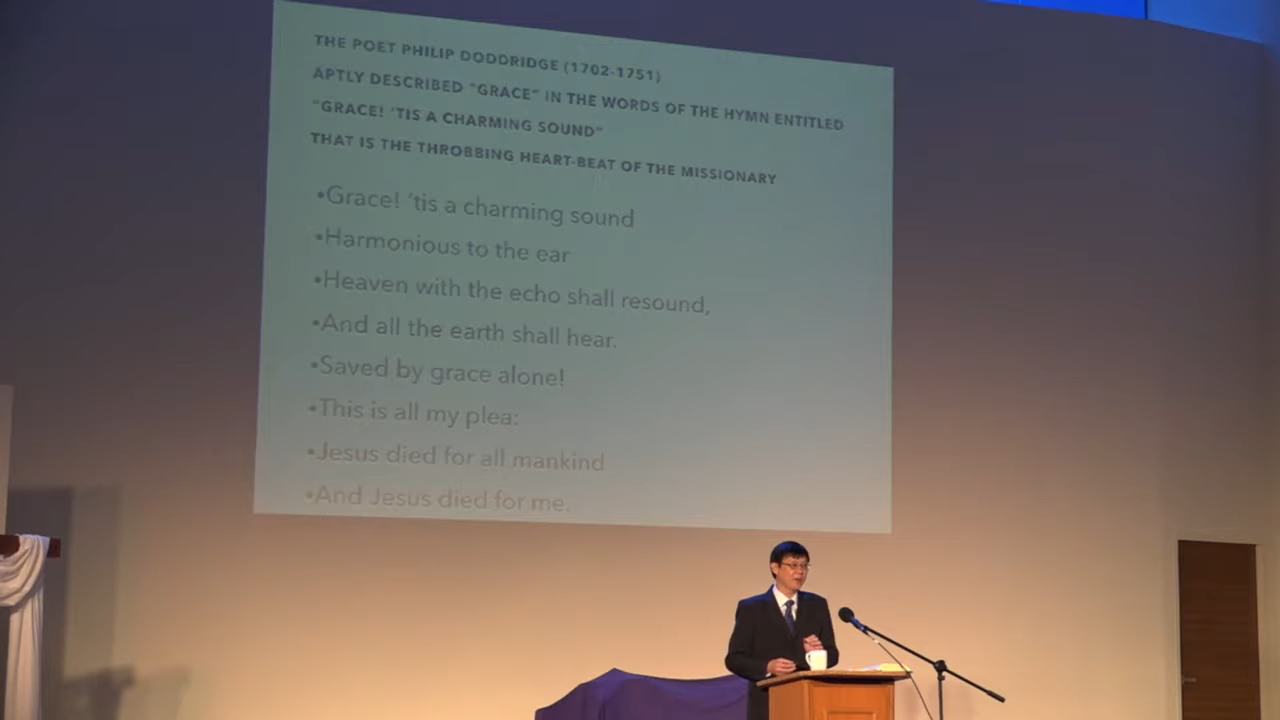 THE POET PHILIP DODDRIDGE (1702-1751)
APTLY DESCRIBED "GRACE" IN THE WORDS OF THE HYMN ENTITLED
"GRACE! 'TIS A CHARMING SOUND"
THAT IS THE THROBBING HEART-BEAT OF THE MISSIONARY
•Grace! 'tis a charming sound
•Harmonious to the ear
•Heaven with the echo shall resound,
•And all the earth shall hear.
•Saved by grace alone!
•This is all my plea:
•Jesus died for all mankind
•And Jesus died for me.